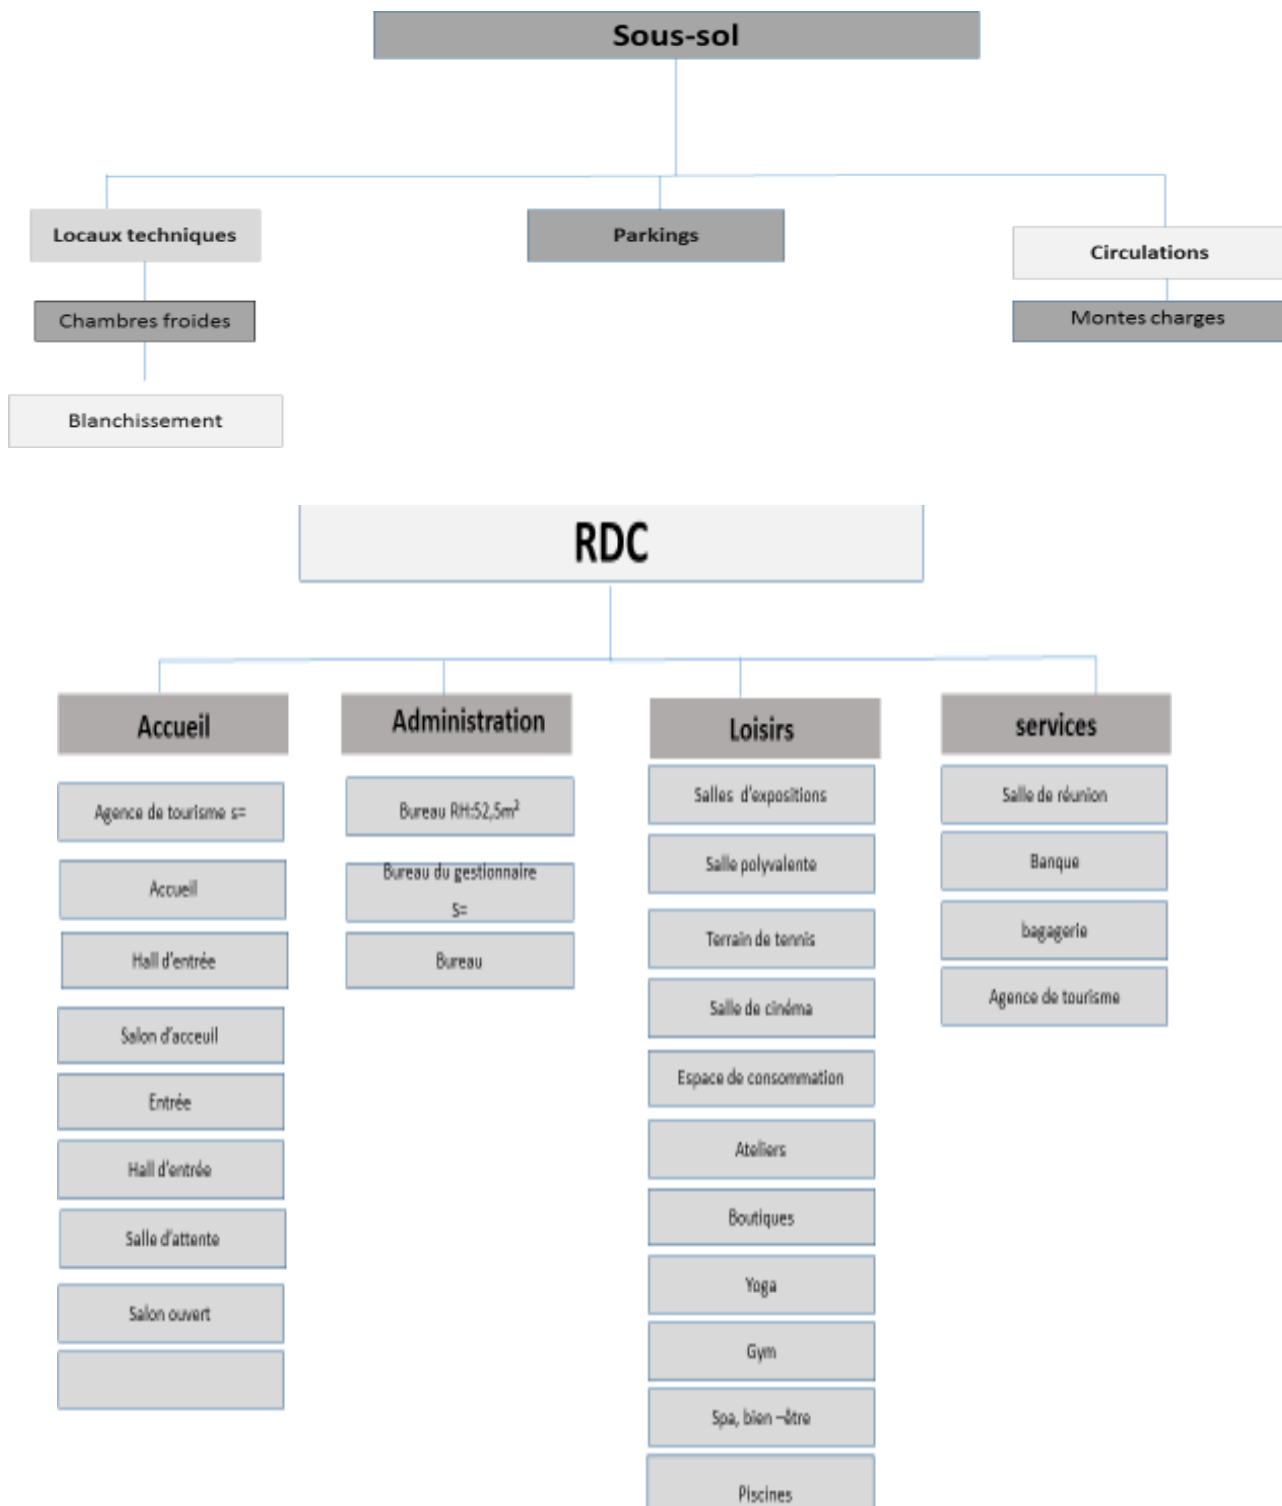 Sous-sol
Locaux techniques
Parkings
Circulations
Chambres froides
Montes charges
Blanchissement
RDC
Accueil
Agence de tourisme s=
Accueil
Hall d'entrée
Salon d'acceuil
Entrée
Hall d'entrée
Salle d'attente
Salon ouvert
Administration
Bureau RH:52,5m²
Bureau du gestionnaire
S=
Bureau
Loisirs
Salles d'expositions
Salle polyvalente
Terrain de tennis
Salle de cinéma
Espace de consommation
Ateliers
Boutiques
Yoga
Gym
Spa, bien –être
Piscines
services
Salle de réunion
Banque
bagagerie
Agence de tourisme